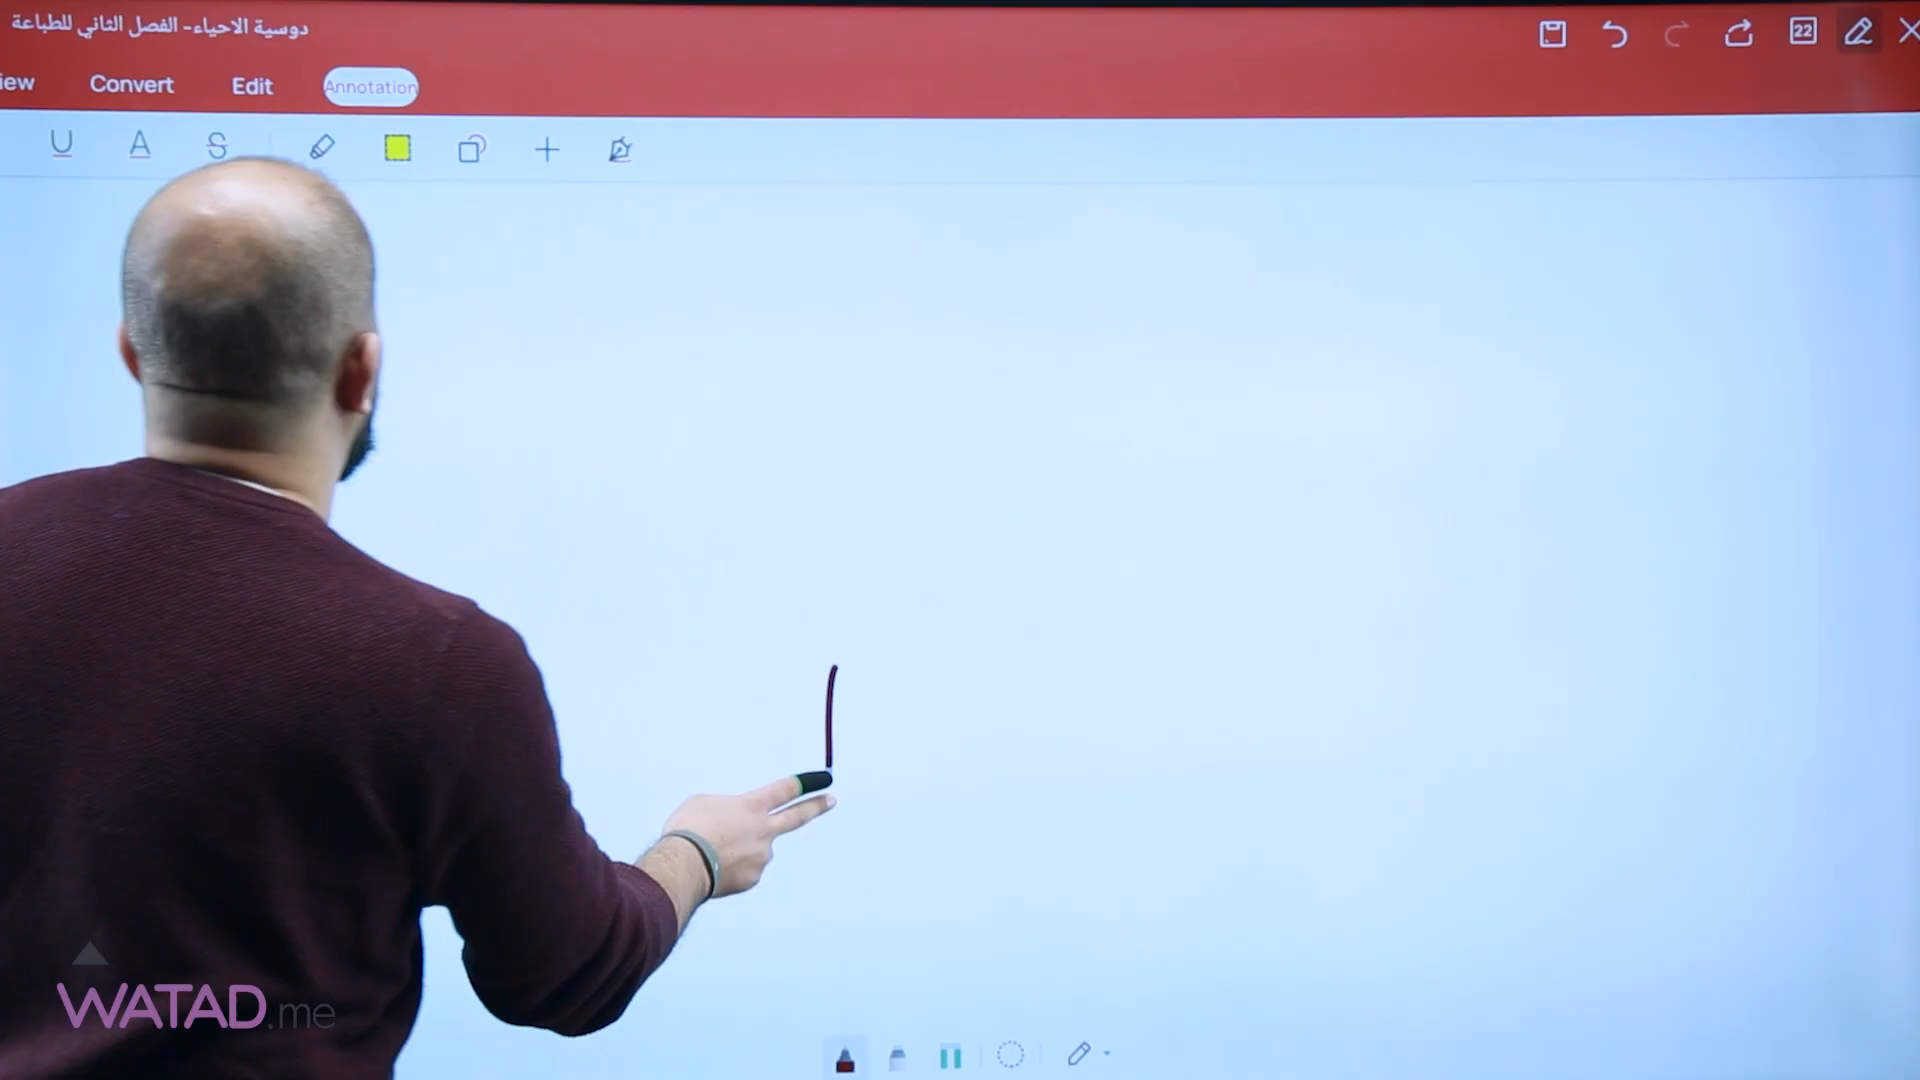 دوسية الاحياء- الفصل الثاني للطباعة
22
iew Convert Edit Annotation
U A S
WATAD.me